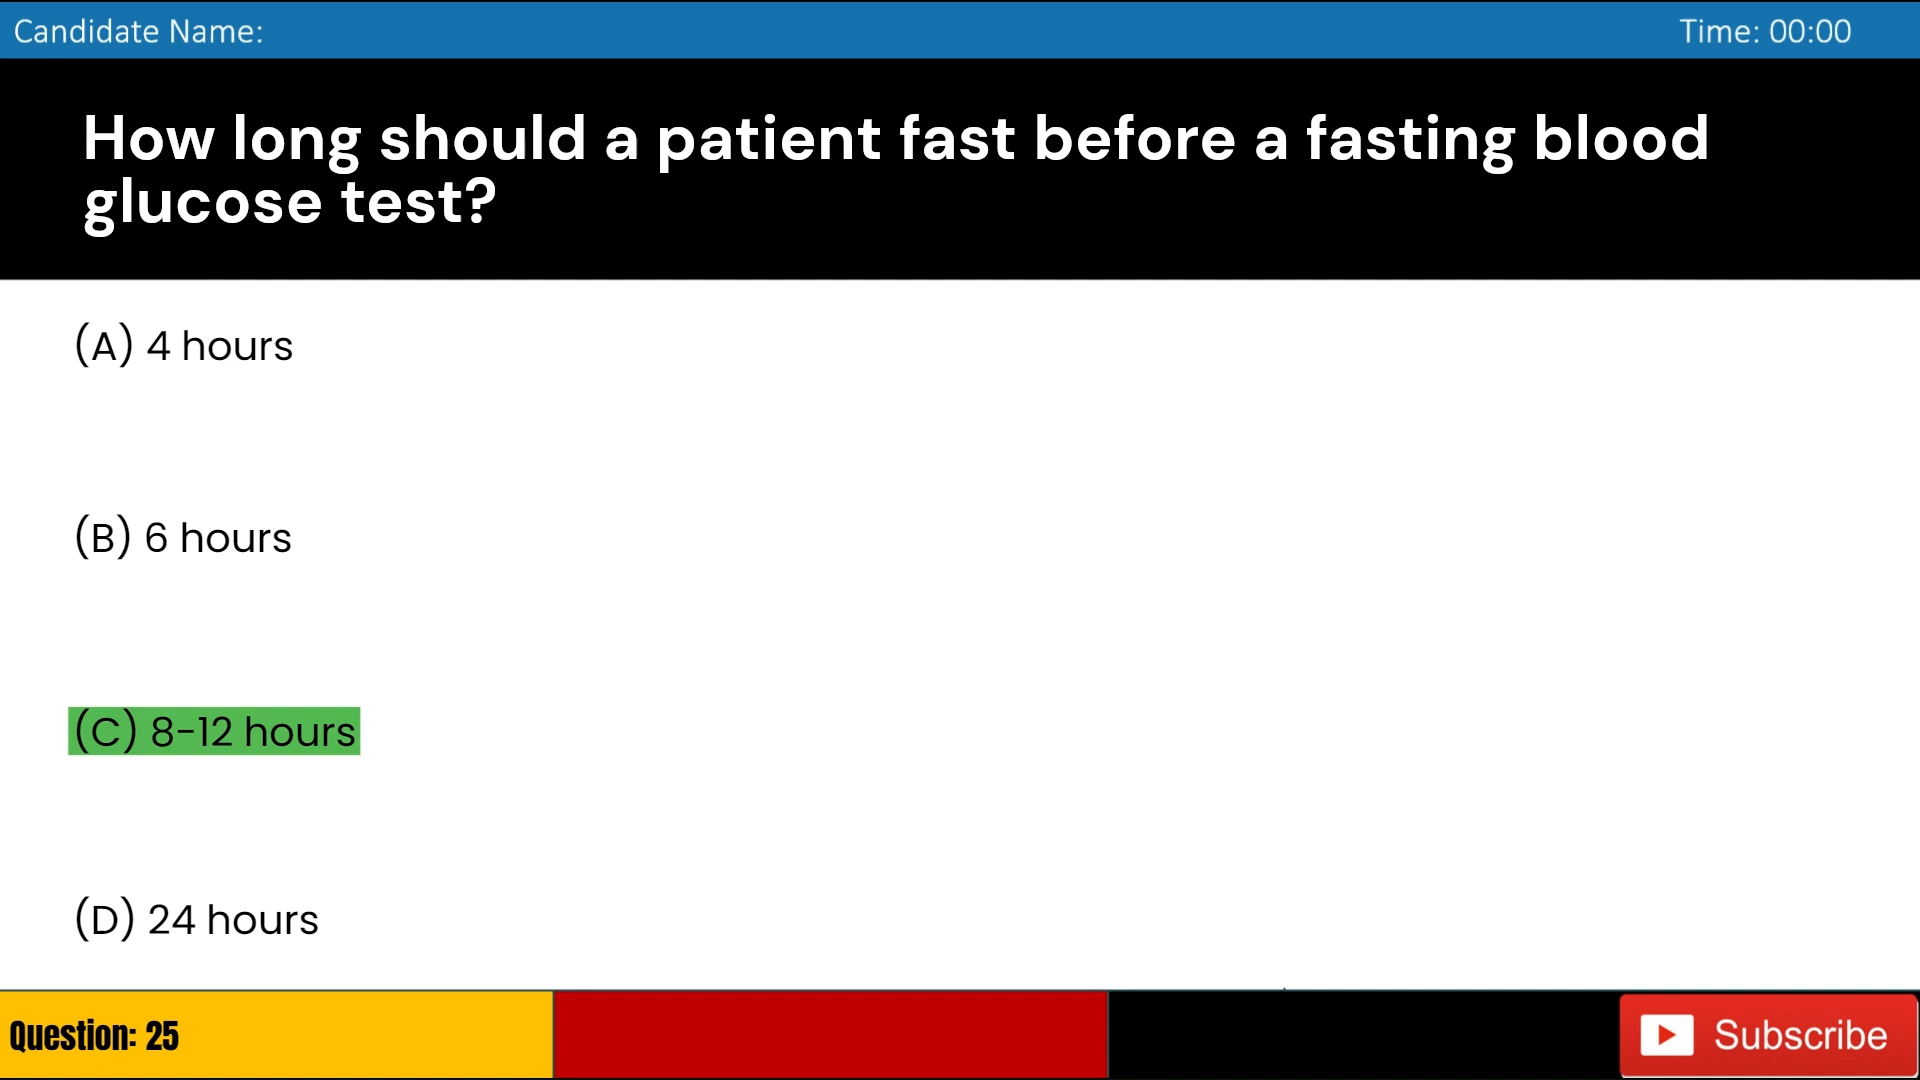 Candidate Name:
Time: 00:00
How long should a patient fast before a fasting blood
glucose test?
(A) 4 hours
(B) 6 hours
(C) 8-12 hours
(D) 24 hours
Question: 25
Subscribe